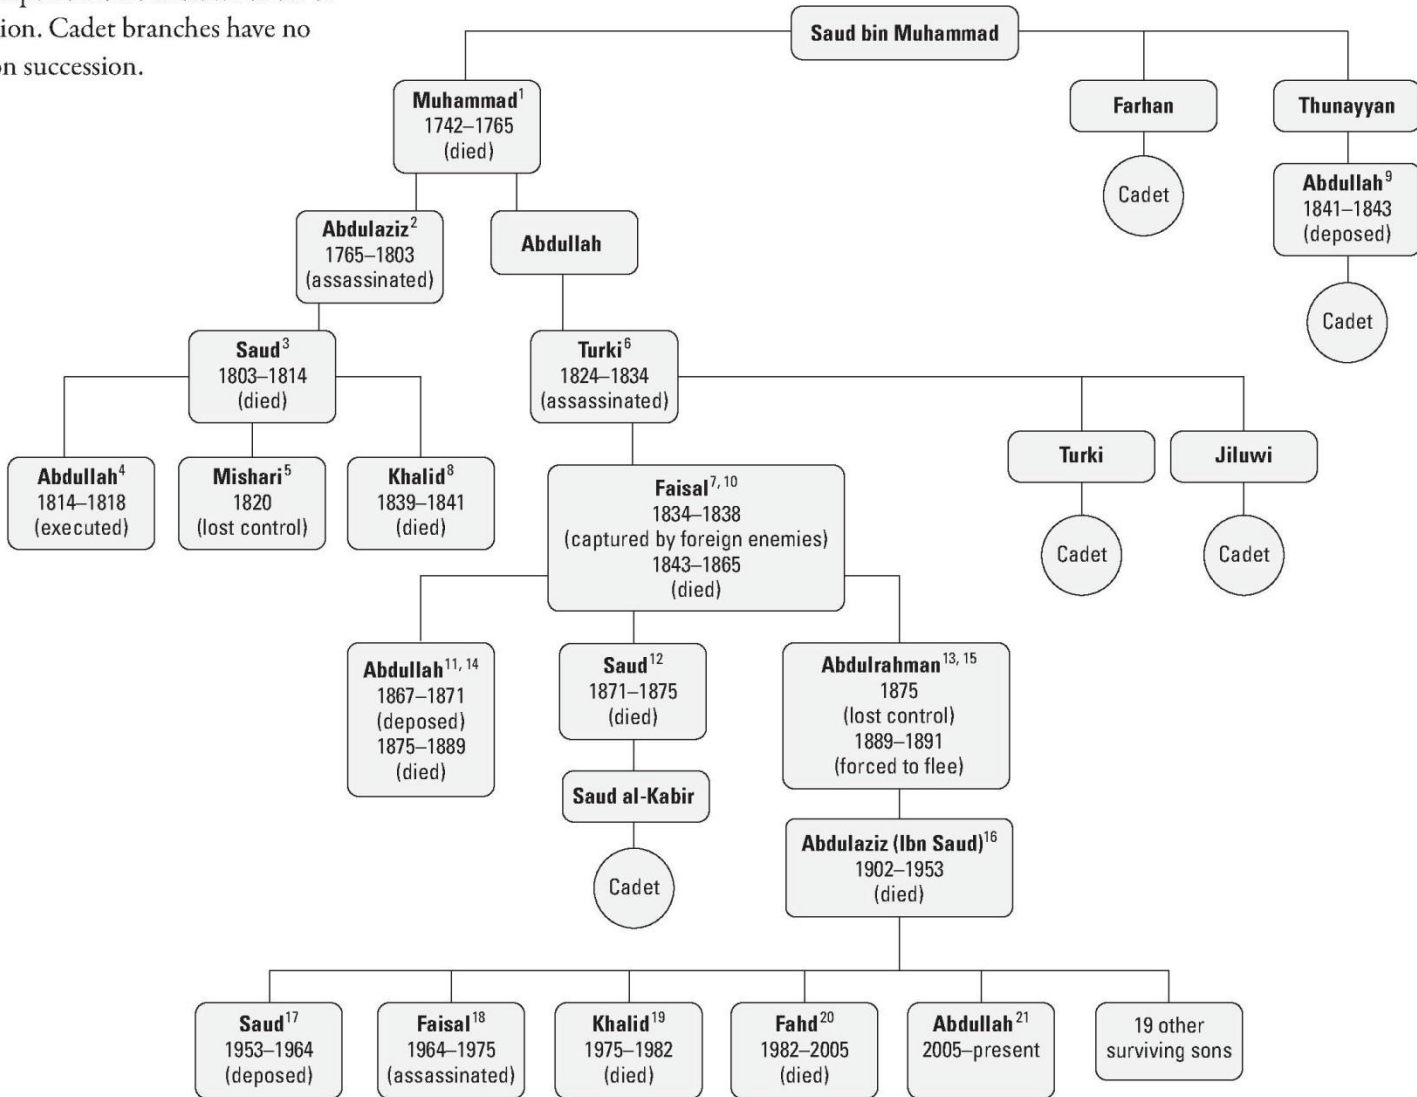 ion. Cadet branches have no
on succession.
Saud bin Muhammad
Muhammad1
1742–1765
(died)
Farhan
Thunayyan
Cadet
Abdullah9
1841–1843
(deposed)
Cadet
Abdulaziz2
1765–1803
(assassinated)
Abdullah
Saud3
1803–1814
(died)
Turki6
1824–1834
(assassinated)
Abdullah4
1814–1818
(executed)
Mishari5
1820
(lost control)
Khalid8
1839–1841
(died)
Faisal7, 10
1834–1838
(captured by foreign enemies)
1843–1865
(died)
Turki
Jiluwi
Cadet
Cadet
Abdullah11, 14
1867–1871
(deposed)
1875–1889
(died)
Saud12
1871–1875
(died)
Abdulrahman13, 15
1875
(lost control)
1889–1891
(forced to flee)
Saud al-Kabir
Cadet
Abdulaziz (Ibn Saud)16
1902–1953
(died)
Saud17
1953–1964
(deposed)
Faisal18
1964–1975
(assassinated)
Khalid19
1975–1982
(died)
Fahd20
1982–2005
(died)
Abdullah21
2005–present
19 other
surviving sons